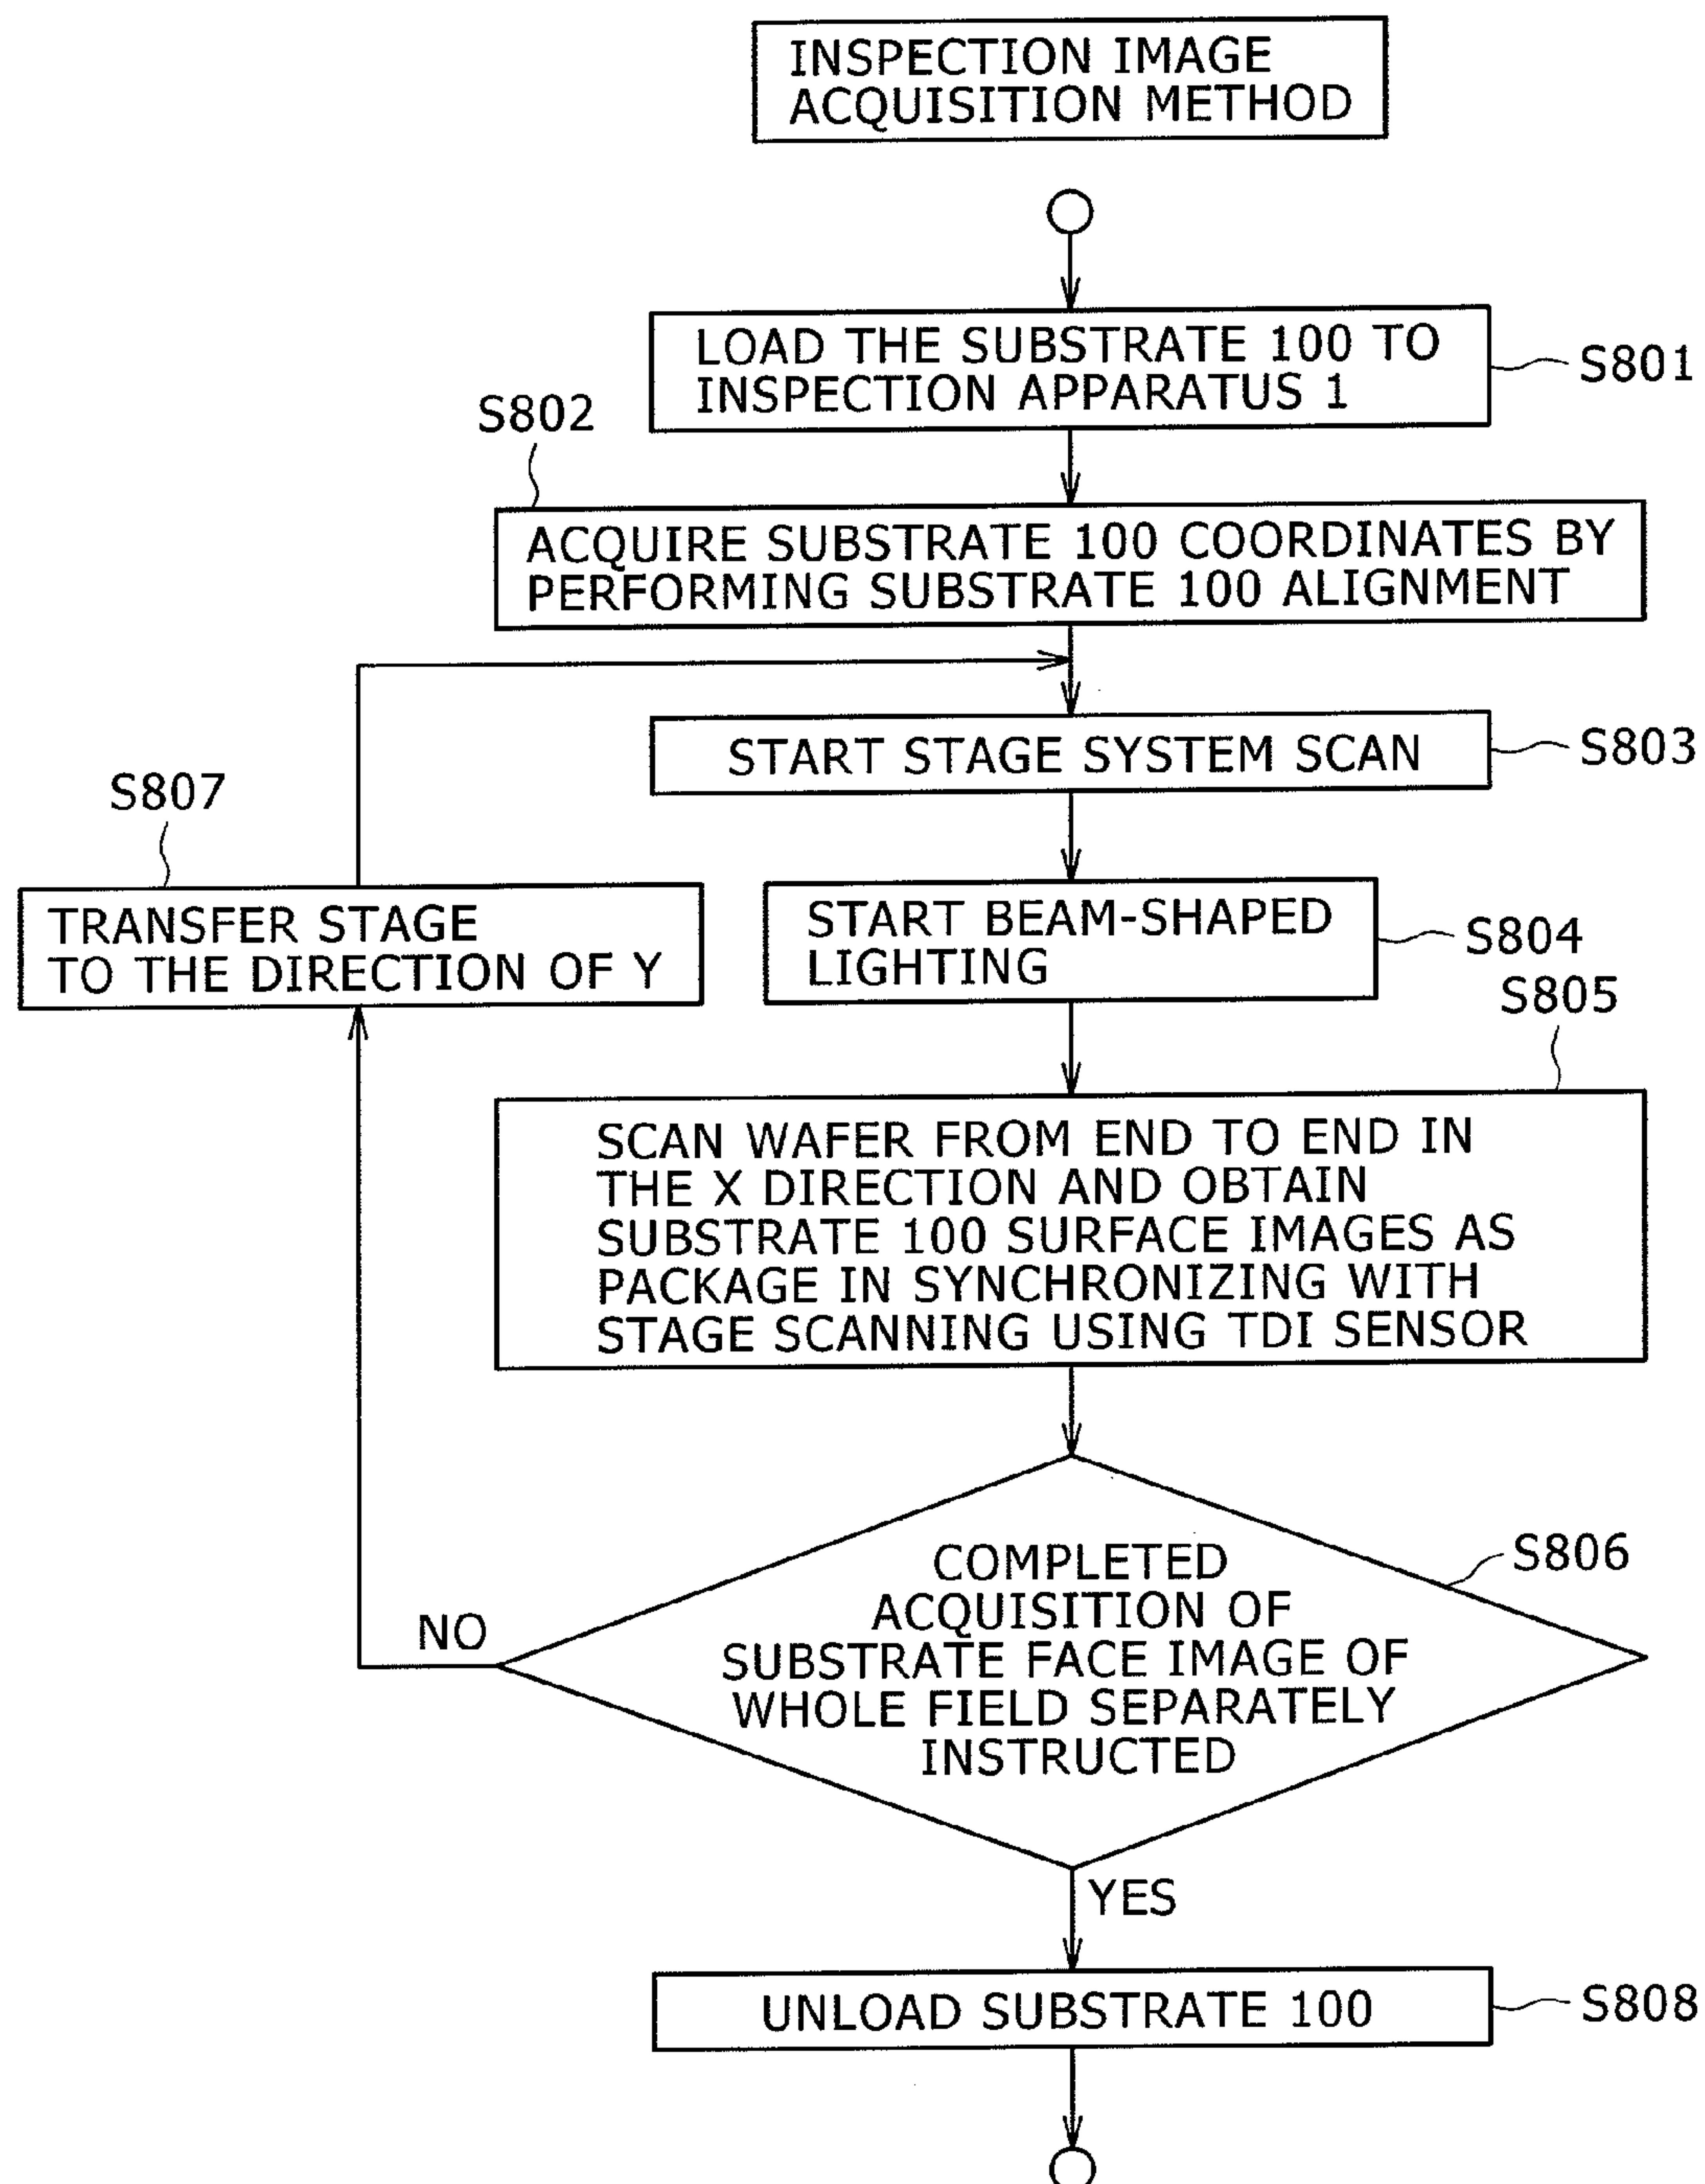 INSPECTION IMAGE
ACQUISITION METHOD
LOAD THE SUBSTRATE 100 TO
INSPECTION APPARATUS 1
S801
S802
ACQUIRE SUBSTRATE 100 COORDINATES BY
PERFORMING SUBSTRATE 100 ALIGNMENT
START STAGE SYSTEM SCAN
S803
S807
TRANSFER STAGE
TO THE DIRECTION OF Y
START BEAM-SHAPED
LIGHTING
S804
S805
SCAN WAFER FROM END TO END IN
THE X DIRECTION AND OBTAIN
SUBSTRATE 100 SURFACE IMAGES AS
PACKAGE IN SYNCHRONIZING WITH
STAGE SCANNING USING TDI SENSOR
S806
COMPLETED
ACQUISITION OF
SUBSTRATE FACE IMAGE OF
WHOLE FIELD SEPARATELY
INSTRUCTED
NO
YES
UNLOAD SUBSTRATE 100
S808